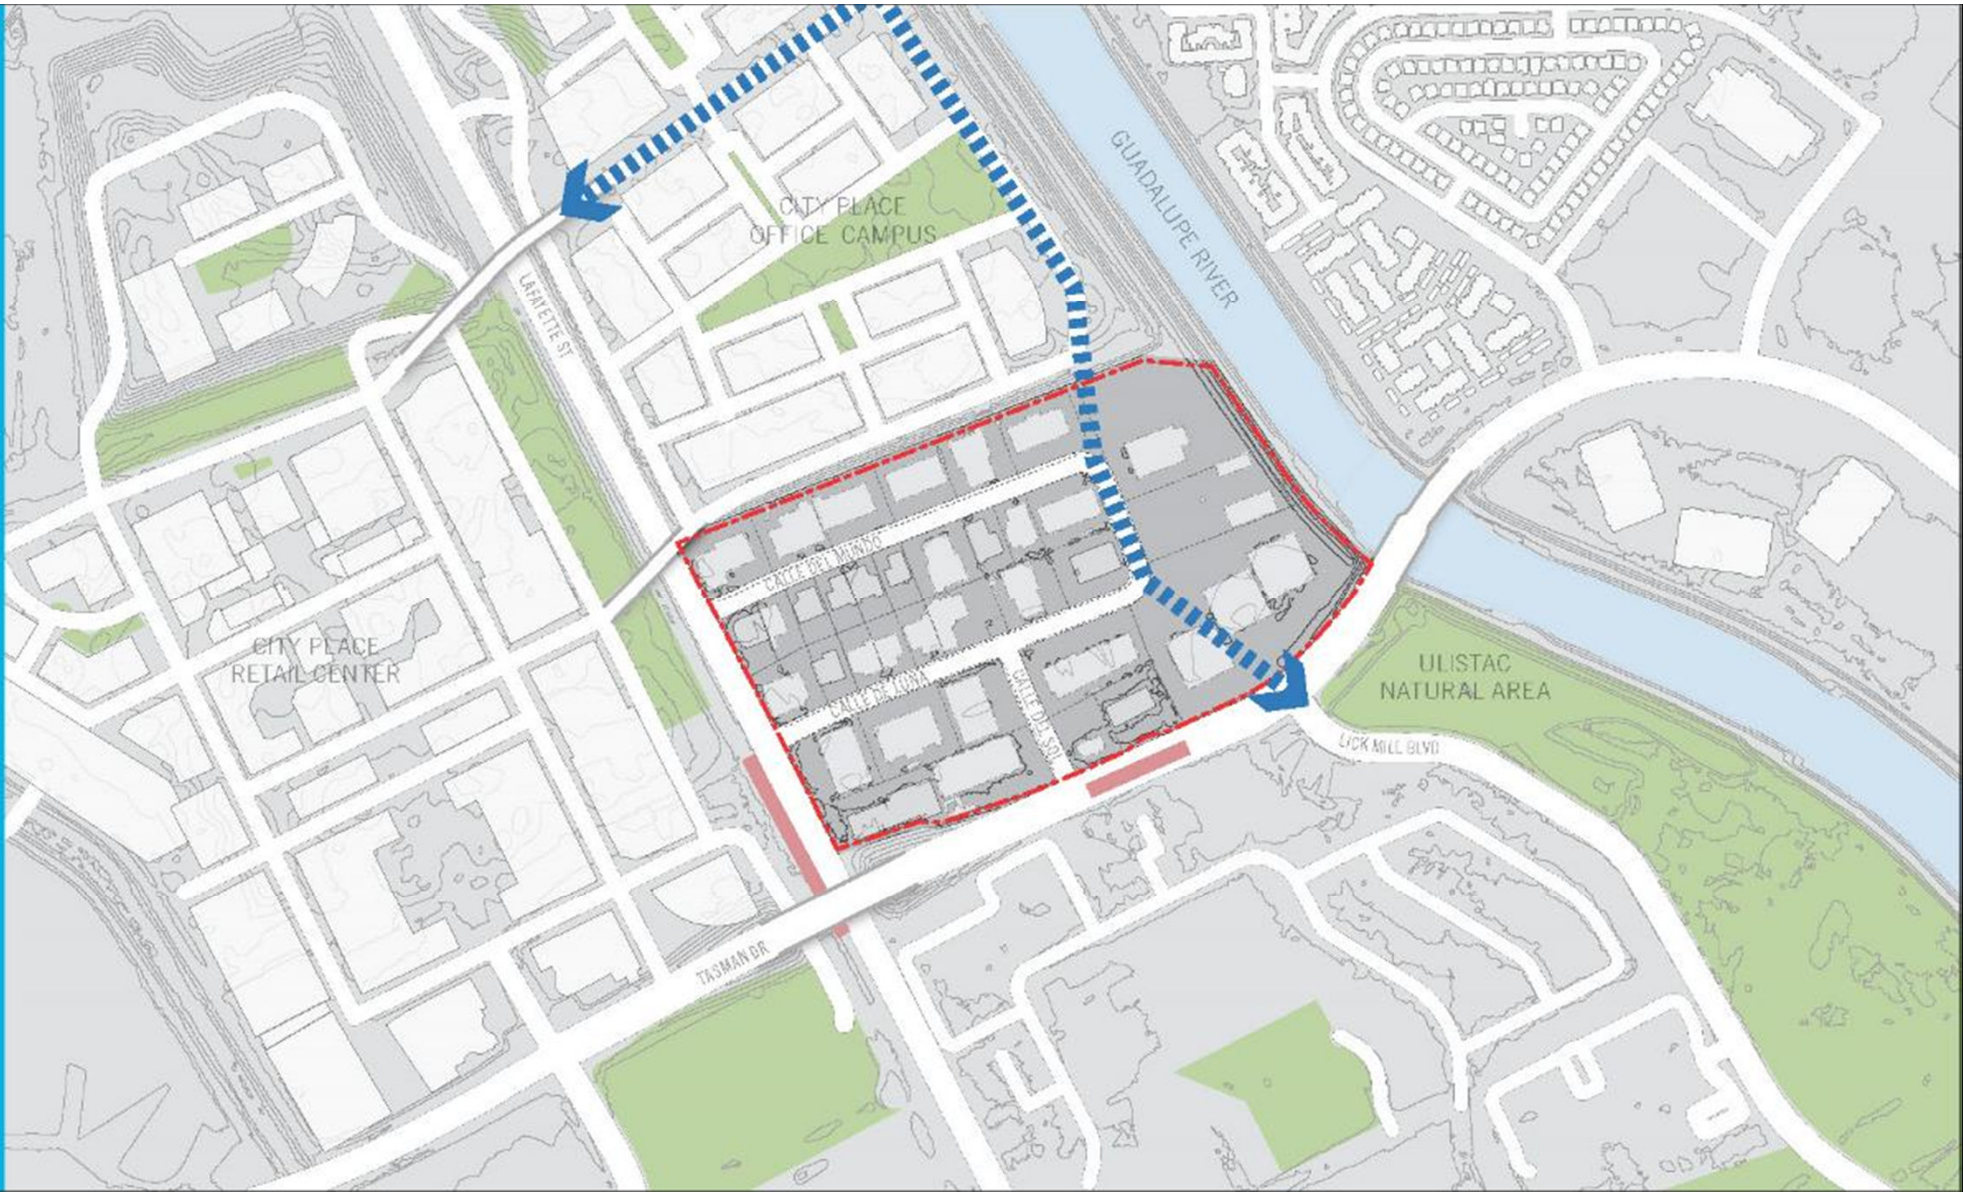 GUADALUPE RIVER
CITY PLACE
OFFICE CAMPUS
LAFAYETTE ST
CALLE DEL MUNDO
CITY PLACE
RETAIL CENTER
CALLE DE LUNA
CALLE DEL SOL
ULISTAC
NATURAL AREA
LICK MILL BLVD
TASMAN DR